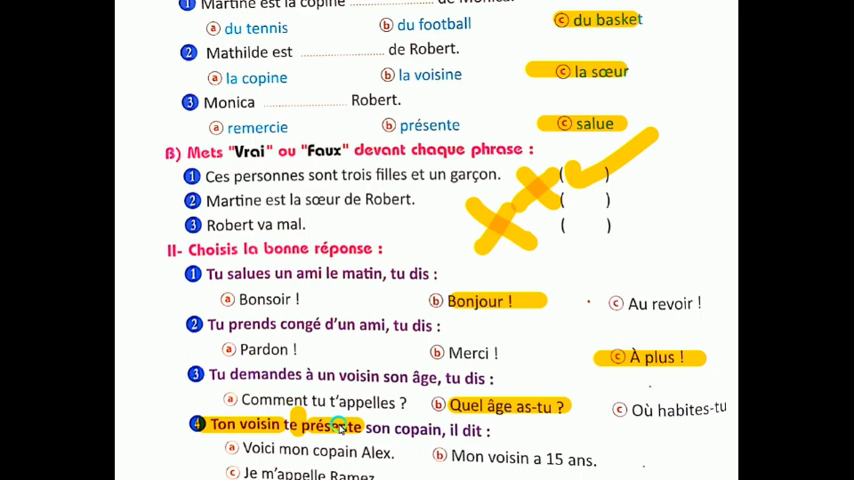 1 Martine est la copine .................... de Monica.
a du tennis b du football c du basket
2 Mathilde est .................... de Robert.
a la copine b la voisine c la sœur
3 Monica .................... Robert.
a remercie b présente c salue
B) Mets "Vrai" ou "Faux" devant chaque phrase :
1 Ces personnes sont trois filles et un garçon. ( )
2 Martine est la sœur de Robert. ( )
3 Robert va mal. ( )
II- Choisis la bonne réponse :
1 Tu salues un ami le matin, tu dis :
a Bonsoir ! b Bonjour ! c Au revoir !
2 Tu prends congé d'un ami, tu dis :
a Pardon ! b Merci ! c À plus !
3 Tu demandes à un voisin son âge, tu dis :
a Comment tu t'appelles ? b Quel âge as-tu ? c Où habites-tu
4 Ton voisin te présente son copain, il dit :
a Voici mon copain Alex. b Mon voisin a 15 ans.
c Je m'appelle Ramez